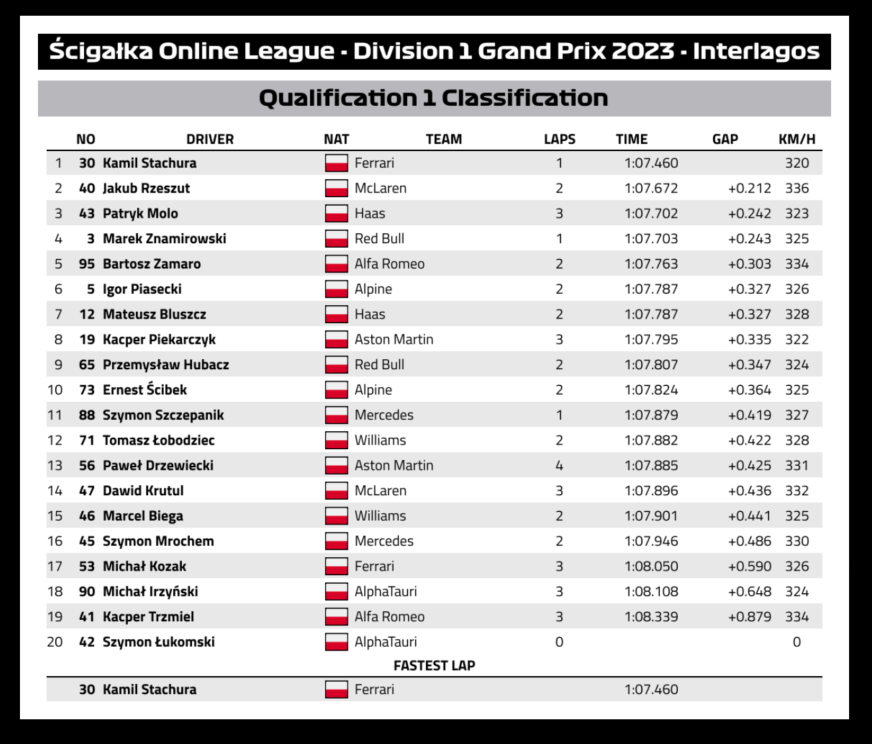 Ścigałka Online League - Division 1 Grand Prix 2023 - Interlagos
Qualification 1 Classification
NO DRIVER NAT TEAM LAPS TIME GAP KM/H
1 30 Kamil Stachura Ferrari 1 1:07.460 320
2 40 Jakub Rzeszut McLaren 2 1:07.672 +0.212 336
3 43 Patryk Molo Haas 3 1:07.702 +0.242 323
4 3 Marek Znamirowski Red Bull 1 1:07.703 +0.243 325
5 95 Bartosz Zamaro Alfa Romeo 2 1:07.763 +0.303 334
6 5 Igor Piasecki Alpine 2 1:07.787 +0.327 326
7 12 Mateusz Bluszcz Haas 2 1:07.787 +0.327 328
8 19 Kacper Piekarczyk Aston Martin 3 1:07.795 +0.335 322
9 65 Przemysław Hubacz Red Bull 2 1:07.807 +0.347 324
10 73 Ernest Ścibek Alpine 2 1:07.824 +0.364 325
11 88 Szymon Szczepanik Mercedes 1 1:07.879 +0.419 327
12 71 Tomasz Łobodziec Williams 2 1:07.882 +0.422 328
13 56 Paweł Drzewiecki Aston Martin 4 1:07.885 +0.425 331
14 47 Dawid Krutul McLaren 3 1:07.896 +0.436 332
15 46 Marcel Biega Williams 2 1:07.901 +0.441 325
16 45 Szymon Mrochem Mercedes 2 1:07.946 +0.486 330
17 53 Michał Kozak Ferrari 3 1:08.050 +0.590 326
18 90 Michał Irzyński AlphaTauri 3 1:08.108 +0.648 324
19 41 Kacper Trzmiel Alfa Romeo 3 1:08.339 +0.879 334
20 42 Szymon Łukomski AlphaTauri 0 0
FASTEST LAP
30 Kamil Stachura Ferrari 1:07.460